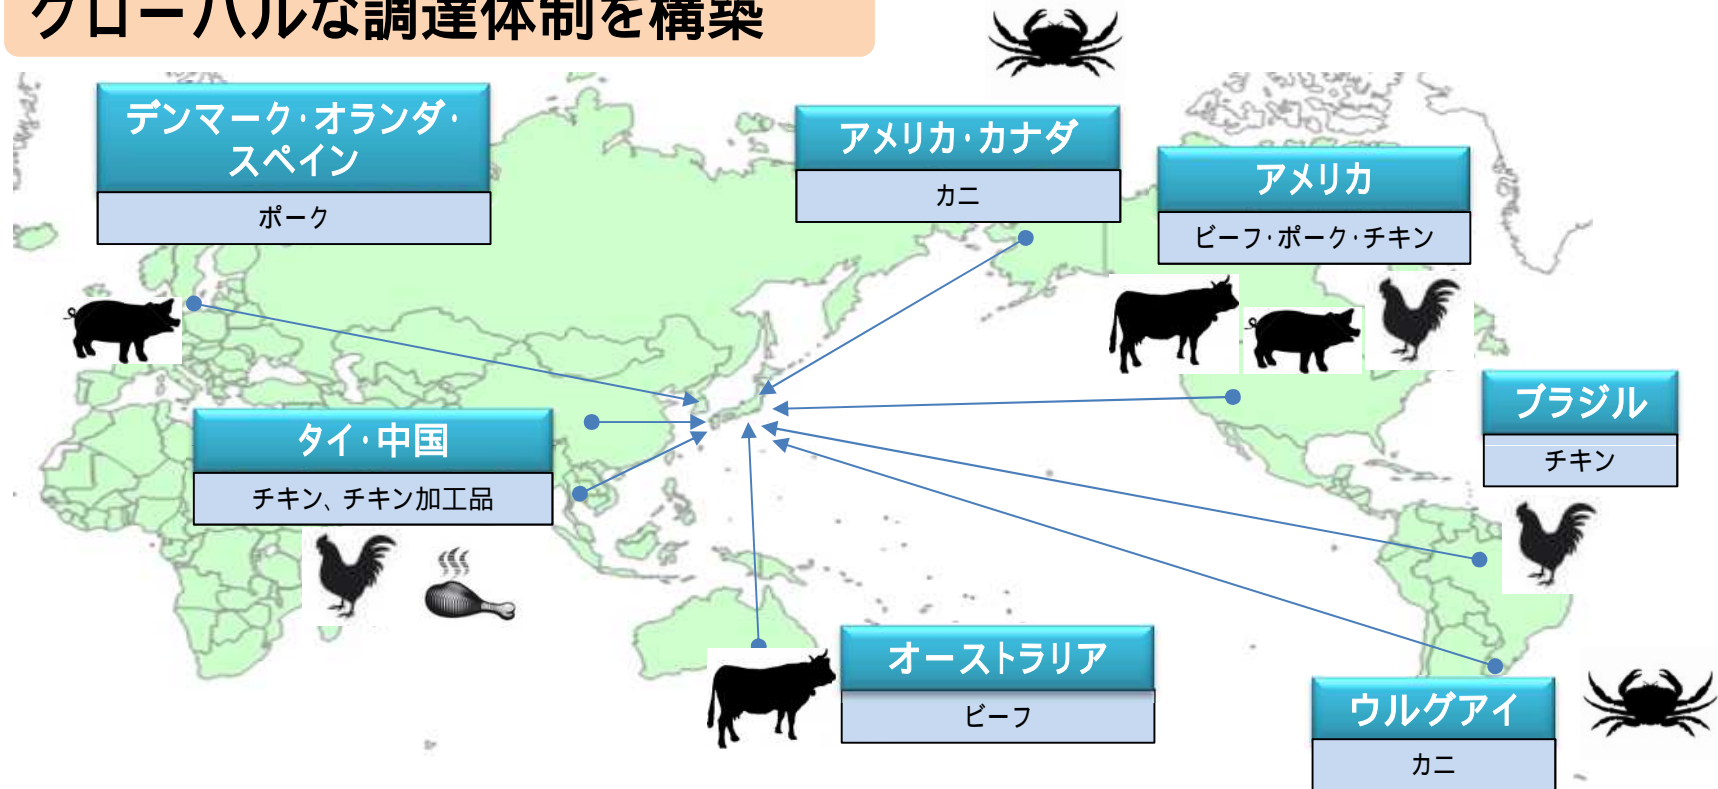 グローバルな調達体制を構築
デンマーク・オランダ・
スペイン
ポーク
アメリカ・カナダ
カニ
アメリカ
ビーフ・ポーク・チキン
ブラジル
チキン
タイ・中国
チキン、チキン加工品
オーストラリア
ビーフ
ウルグアイ
カニ